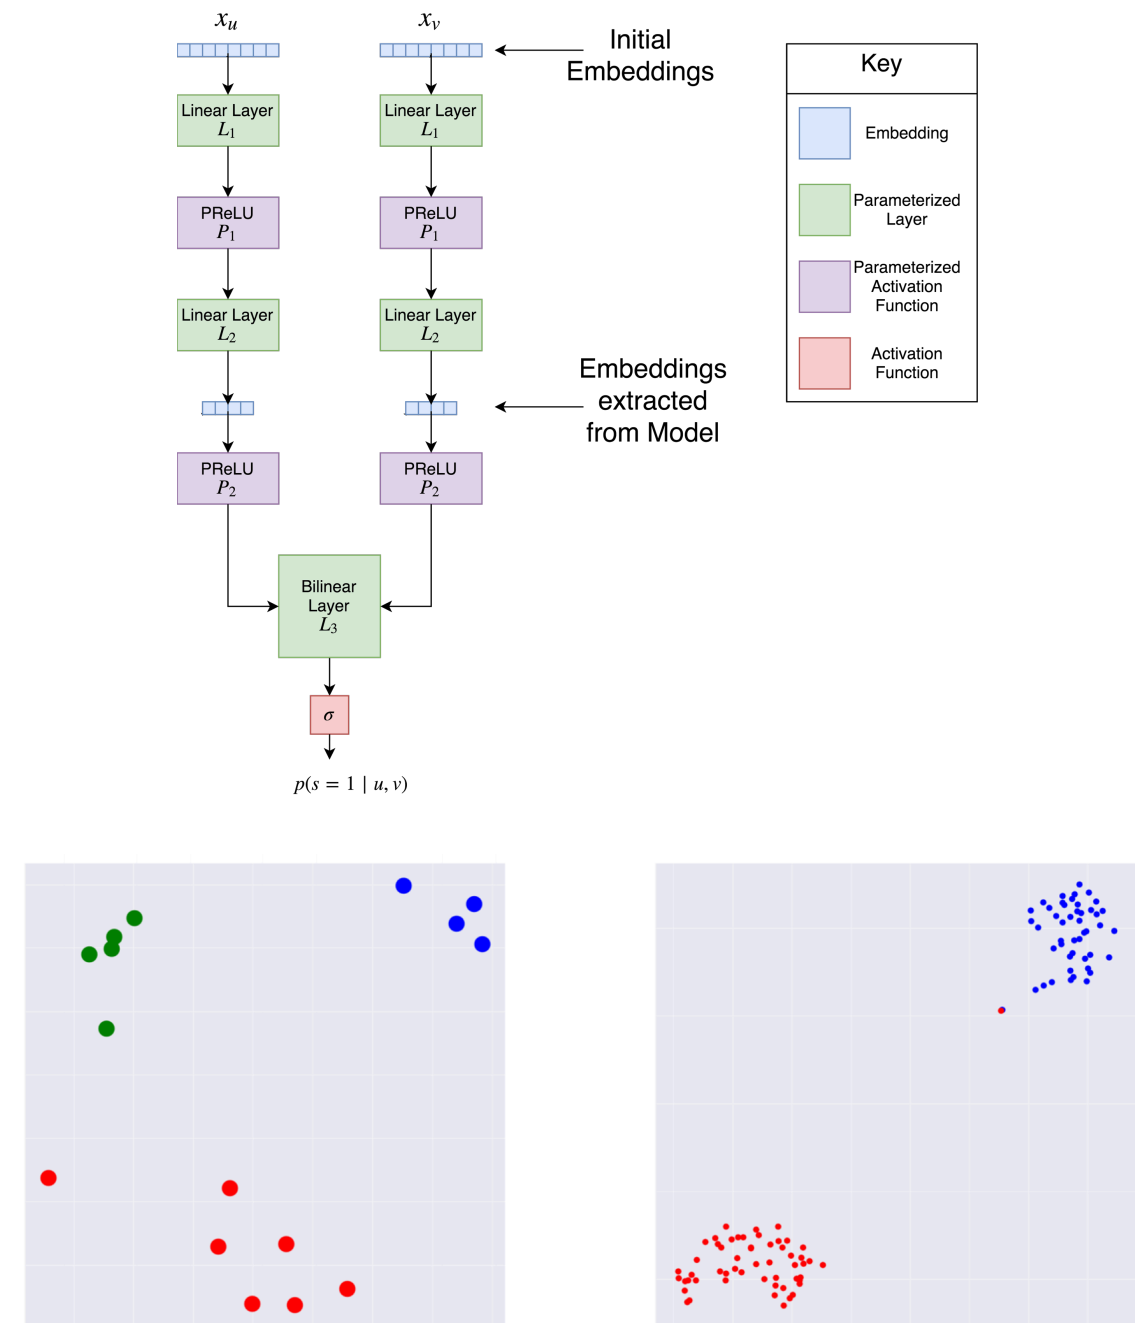 x_u
x_v
Initial
Embeddings
Key
Linear Layer
L_1
Linear Layer
L_1
Embedding
PReLU
P_1
PReLU
P_1
Parameterized
Layer
Linear Layer
L_2
Linear Layer
L_2
Parameterized
Activation
Function
Activation
Function
Embeddings
extracted
from Model
PReLU
P_2
PReLU
P_2
Bilinear
Layer
L_3
σ
p(s = 1 | u, v)